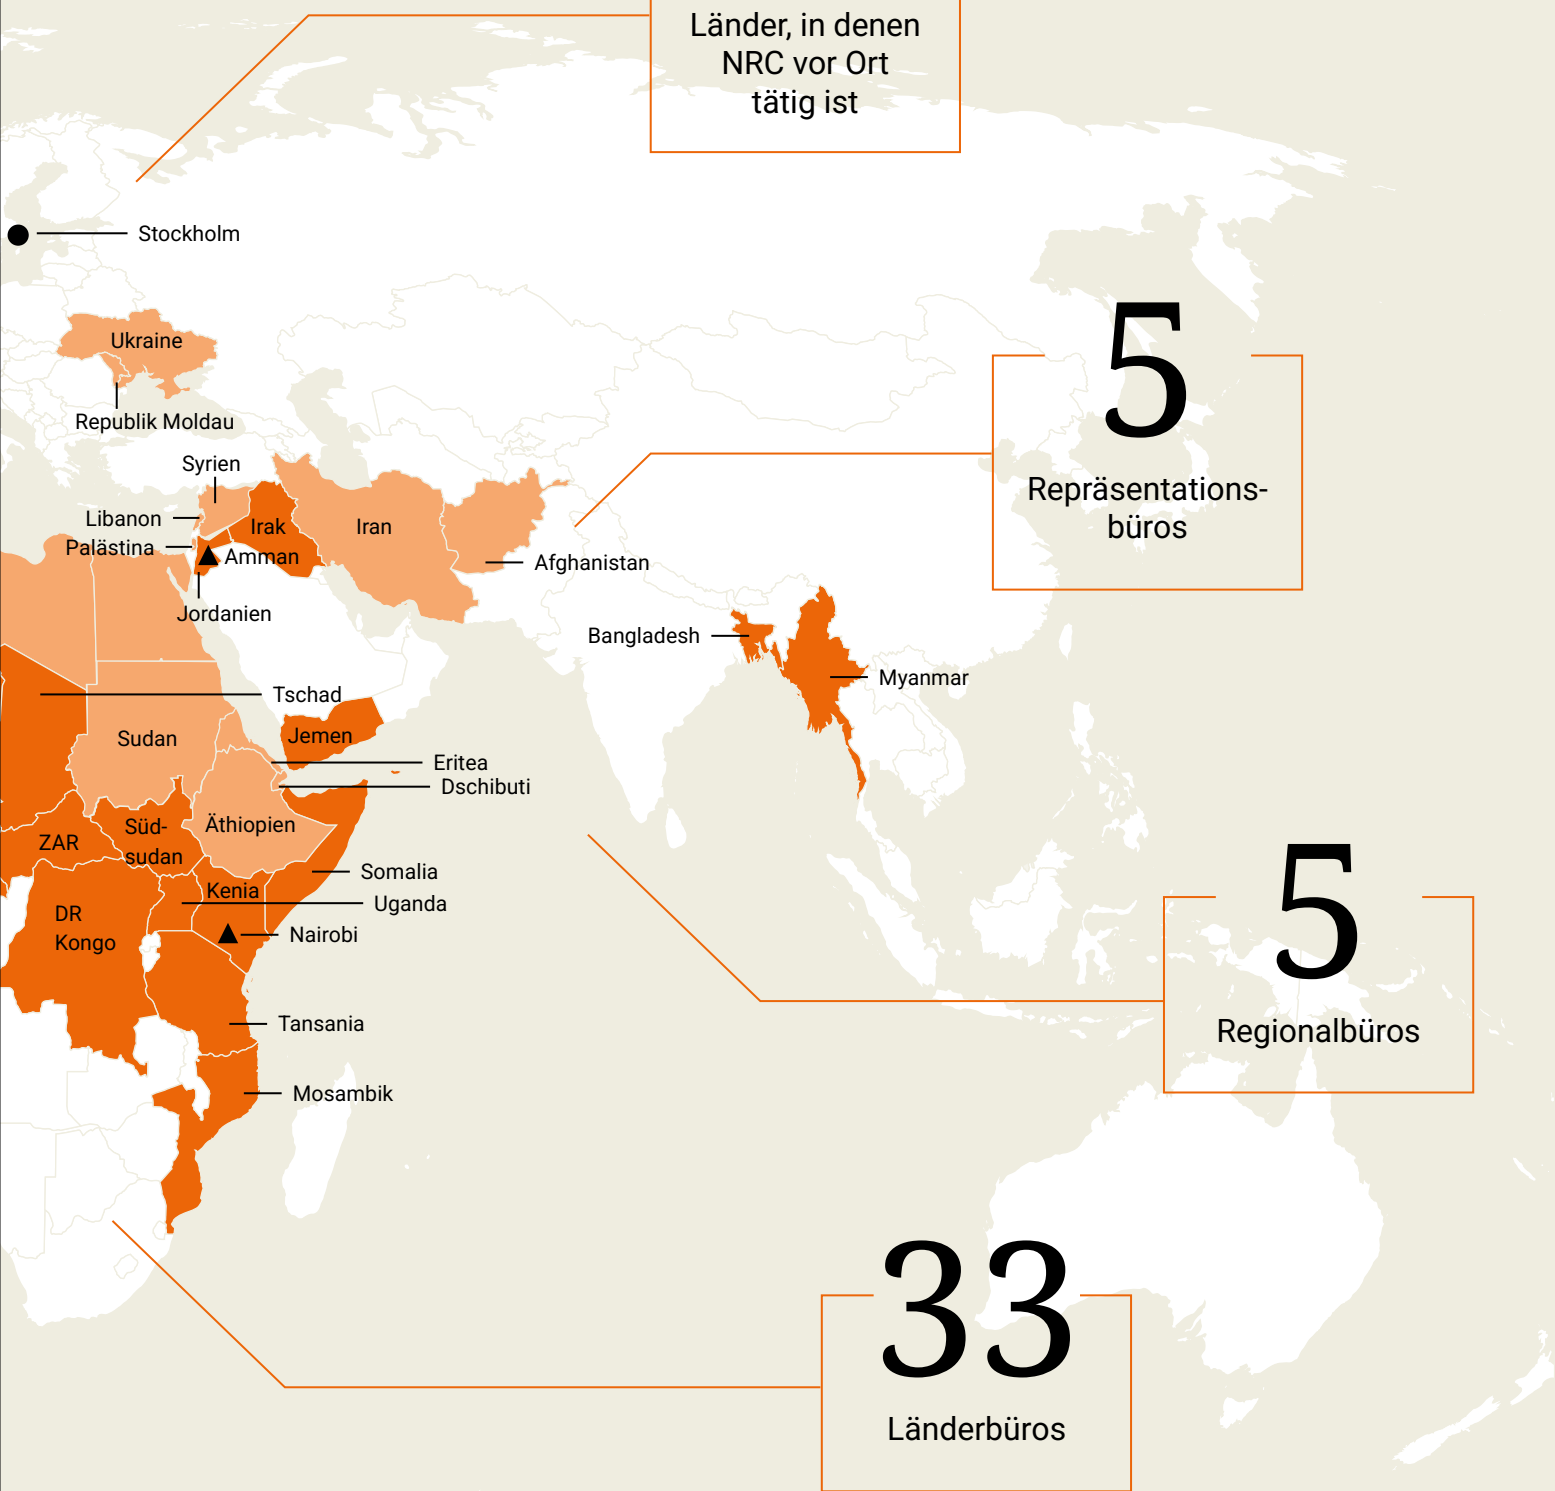 Länder, in denen
NRC vor Ort
tätig ist
Stockholm
Ukraine
Republik Moldau
5
Repräsentations-
büros
Syrien
Libanon
Irak
Iran
Palästina
Amman
Afghanistan
Jordanien
Bangladesh
Myanmar
Tschad
Sudan
Jemen
Eritea
Dschibuti
Süd-
sudan
Äthiopien
ZAR
Somalia
Kenia
Uganda
DR
Kongo
Nairobi
5
Regionalbüros
Tansania
Mosambik
33
Länderbüros